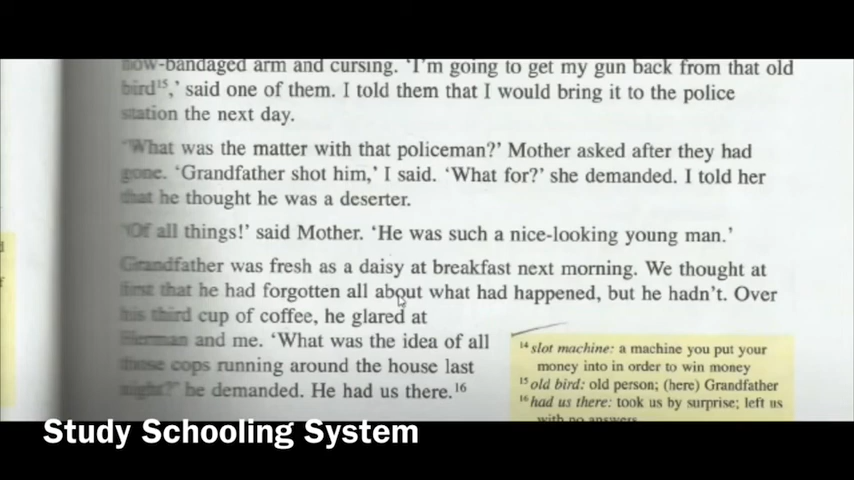 now-bandaged arm and cursing. 'I'm going to get my gun back from that old
bird¹⁵,' said one of them. I told them that I would bring it to the police
station the next day.
'What was the matter with that policeman?' Mother asked after they had
gone. 'Grandfather shot him,' I said. 'What for?' she demanded. I told her
that he thought he was a deserter.
'Of all things!' said Mother. 'He was such a nice-looking young man.'
Grandfather was fresh as a daisy at breakfast next morning. We thought at
first that he had forgotten all about what had happened, but he hadn't. Over
his third cup of coffee, he glared at
Herman and me. 'What was the idea of all
those cops running around the house last
night?' he demanded. He had us there.¹⁶
¹⁴ slot machine: a machine you put your
money into in order to win money
¹⁵ old bird: old person; (here) Grandfather
¹⁶ had us there: took us by surprise; left us
with no answers
Study Schooling System